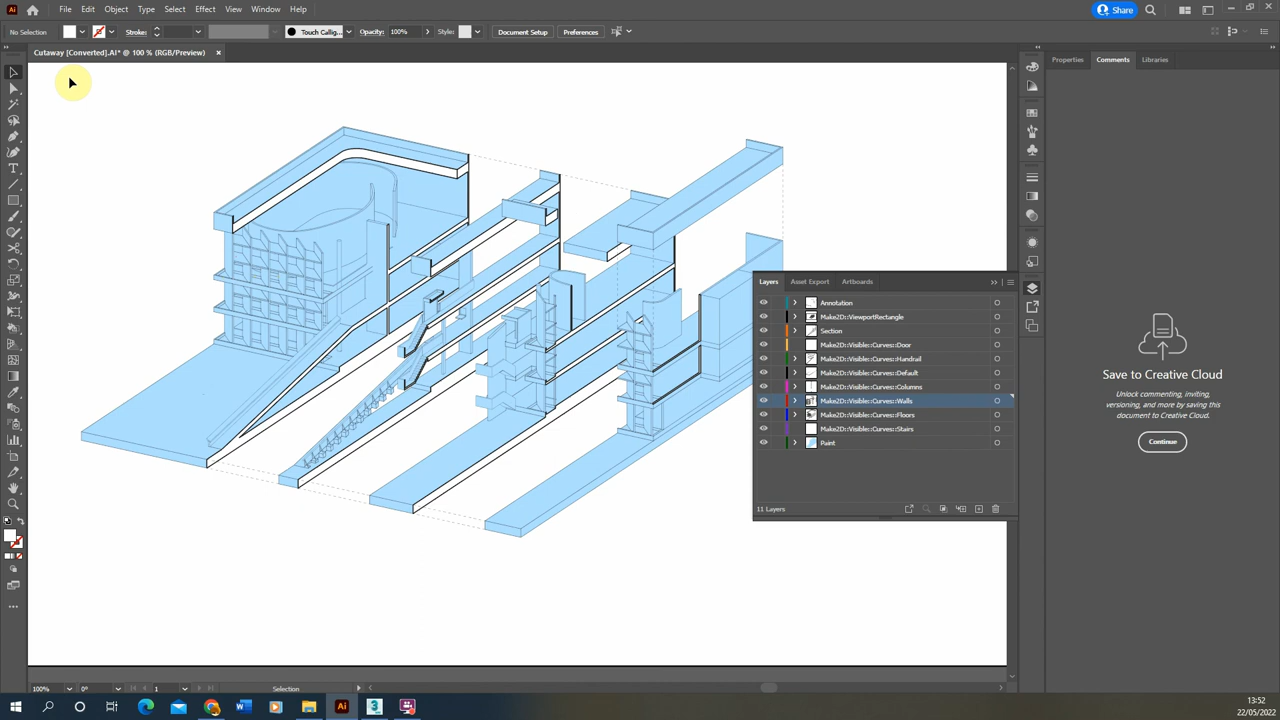 File Edit Object Type Select Effect View Window Help
Share
No Selection Stroke: Touch Callig... Opacity: 100% Style: Document Setup Preferences
Cutaway [Converted].AI* @ 100 % (RGB/Preview)
Properties Comments Libraries
Layers Asset Export Artboards
Annotation
Make2D::ViewportRectangle
Section
Make2D::Visible::Curves::Door
Make2D::Visible::Curves::Handrail
Make2D::Visible::Curves::Default
Make2D::Visible::Curves::Columns
Make2D::Visible::Curves::Walls
Make2D::Visible::Curves::Floors
Make2D::Visible::Curves::Stairs
Paint
11 Layers
Save to Creative Cloud
Unlock commenting, inviting,
versioning, and more by saving this
document to Creative Cloud.
Continue
100% 0° 1 Selection
13:52
22/05/2022